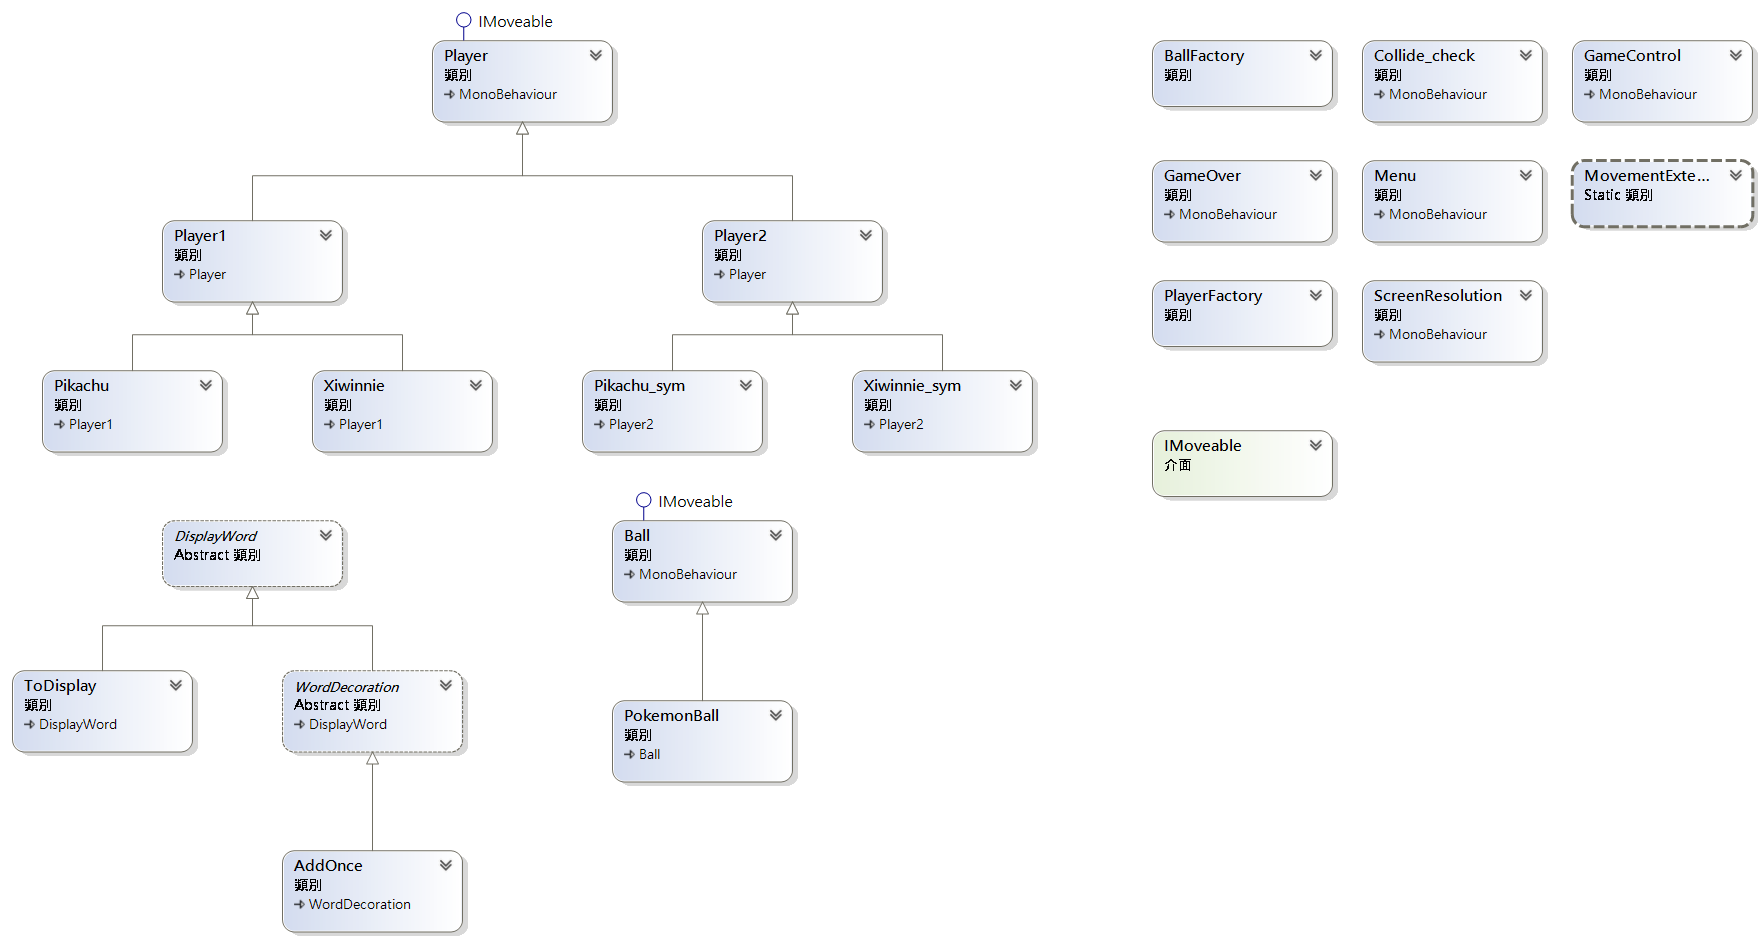 IMoveable
Player
類別
MonoBehaviour
Player1
類別
Player
Player2
類別
Player
Pikachu
類別
Player1
Xiwinnie
類別
Player1
Pikachu_sym
類別
Player2
Xiwinnie_sym
類別
Player2
DisplayWord
Abstract 類別
ToDisplay
類別
DisplayWord
WordDecoration
Abstract 類別
DisplayWord
AddOnce
類別
WordDecoration
IMoveable
Ball
類別
MonoBehaviour
PokemonBall
類別
Ball
BallFactory
類別
Collide_check
類別
MonoBehaviour
GameControl
類別
MonoBehaviour
GameOver
類別
MonoBehaviour
Menu
類別
MonoBehaviour
MovementExte...
Static 類別
PlayerFactory
類別
ScreenResolution
類別
MonoBehaviour
IMoveable
介面